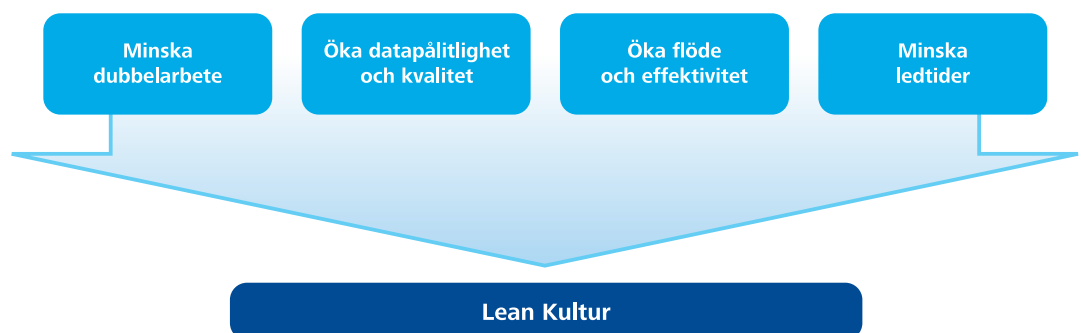 Minska
dubbelarbete
Öka datapålitlighet
och kvalitet
Öka flöde
och effektivitet
Minska
ledtider
Lean Kultur